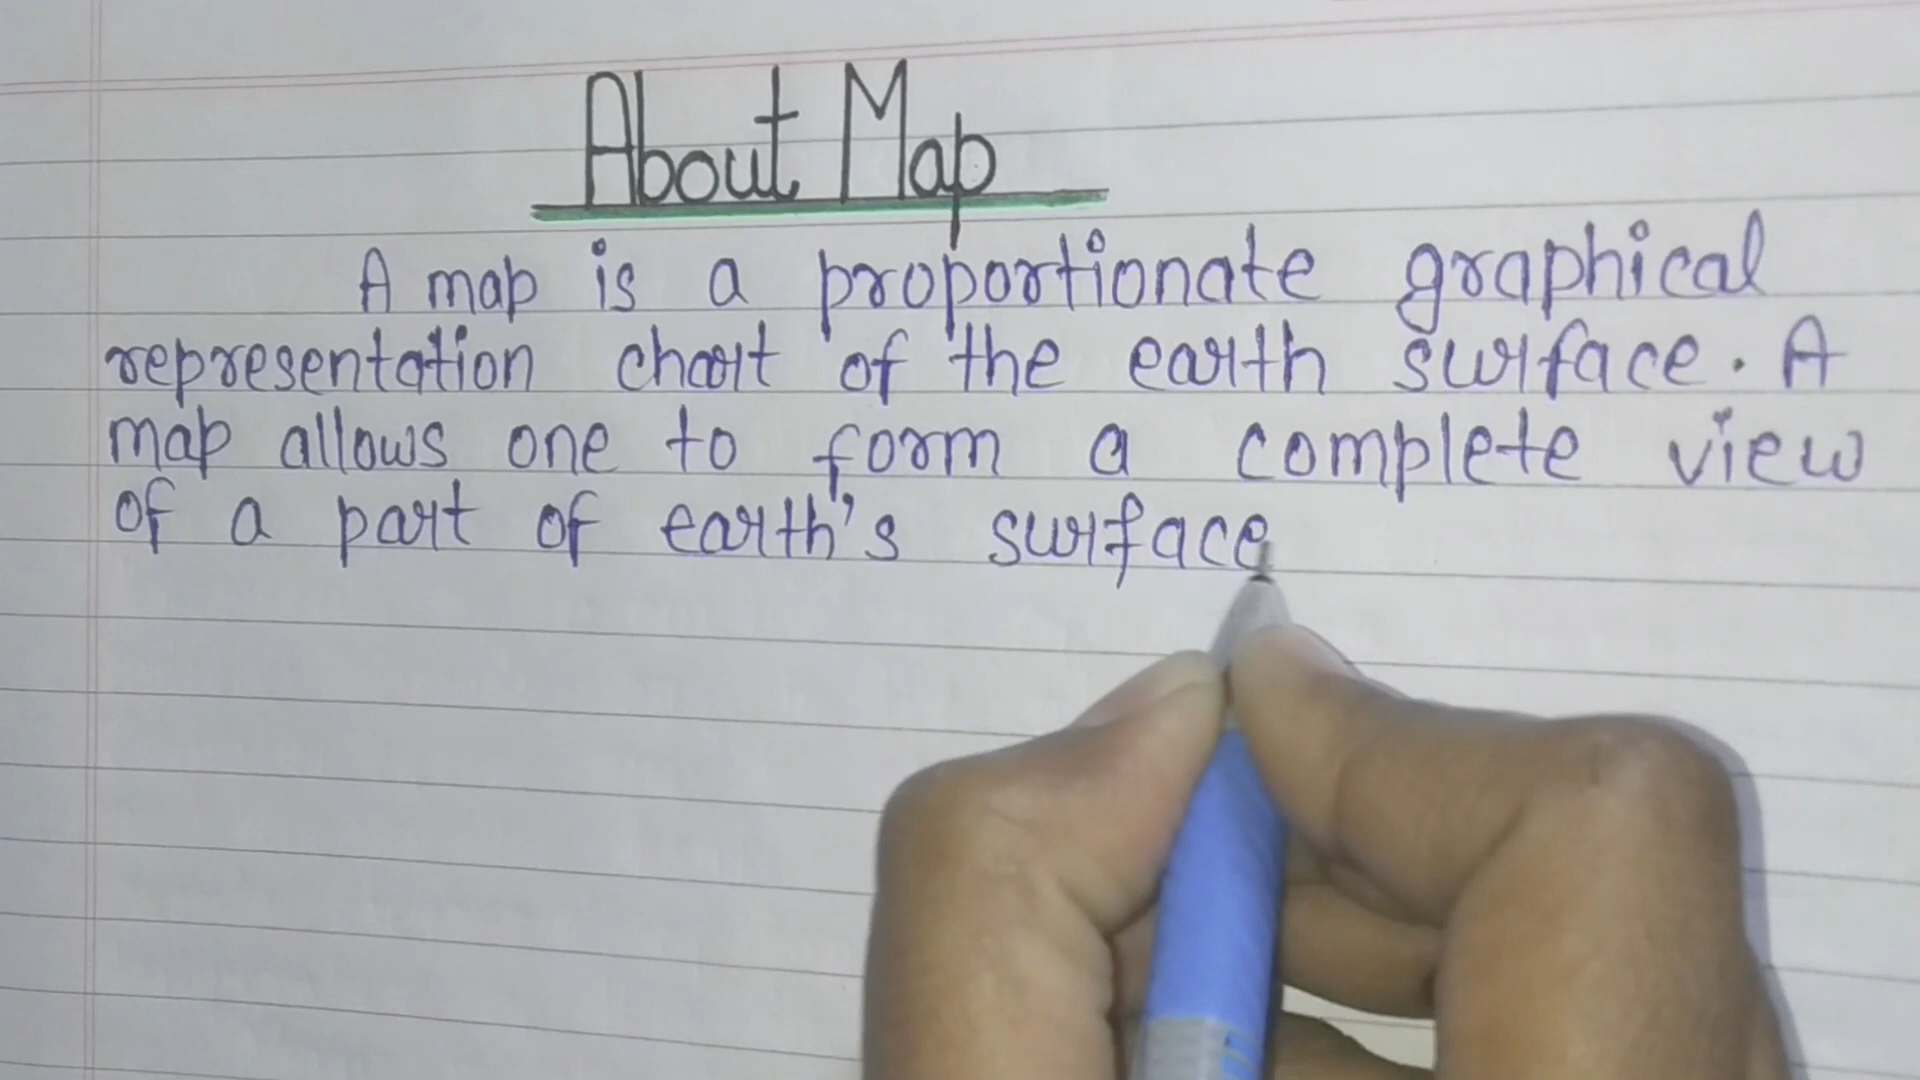 About Map
A map is a proportionate graphical
representation chart of the earth surface. A
map allows one to form a complete view
of a part of earth's surface